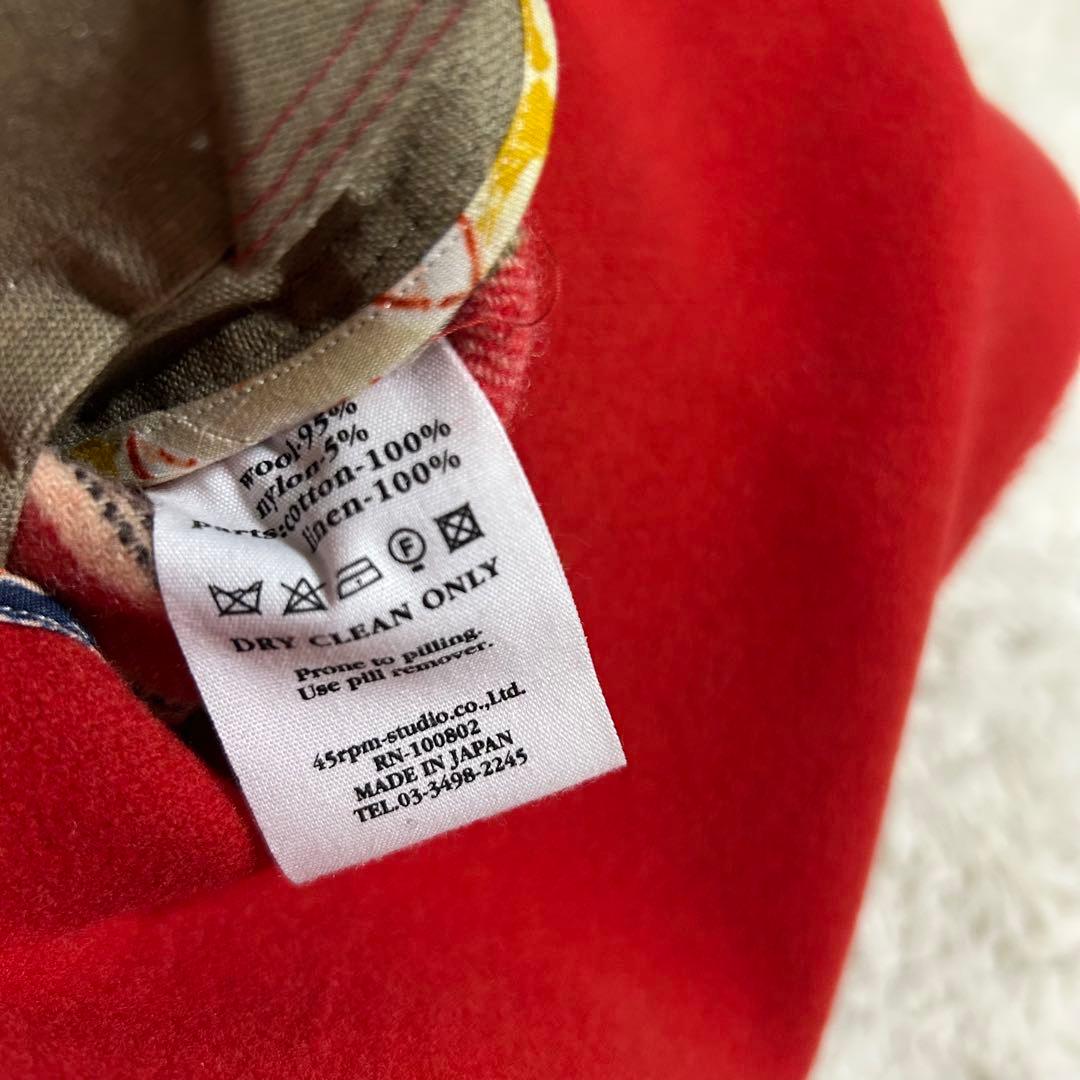 wool-95%
nylon-5%
parts:cotton-100%
linen-100%
F
DRY CLEAN ONLY
Prone to pilling.
Use pill remover.
45rpm-studio.co.,Ltd.
RN-100802
MADE IN JAPAN
TEL.03-3498-2245